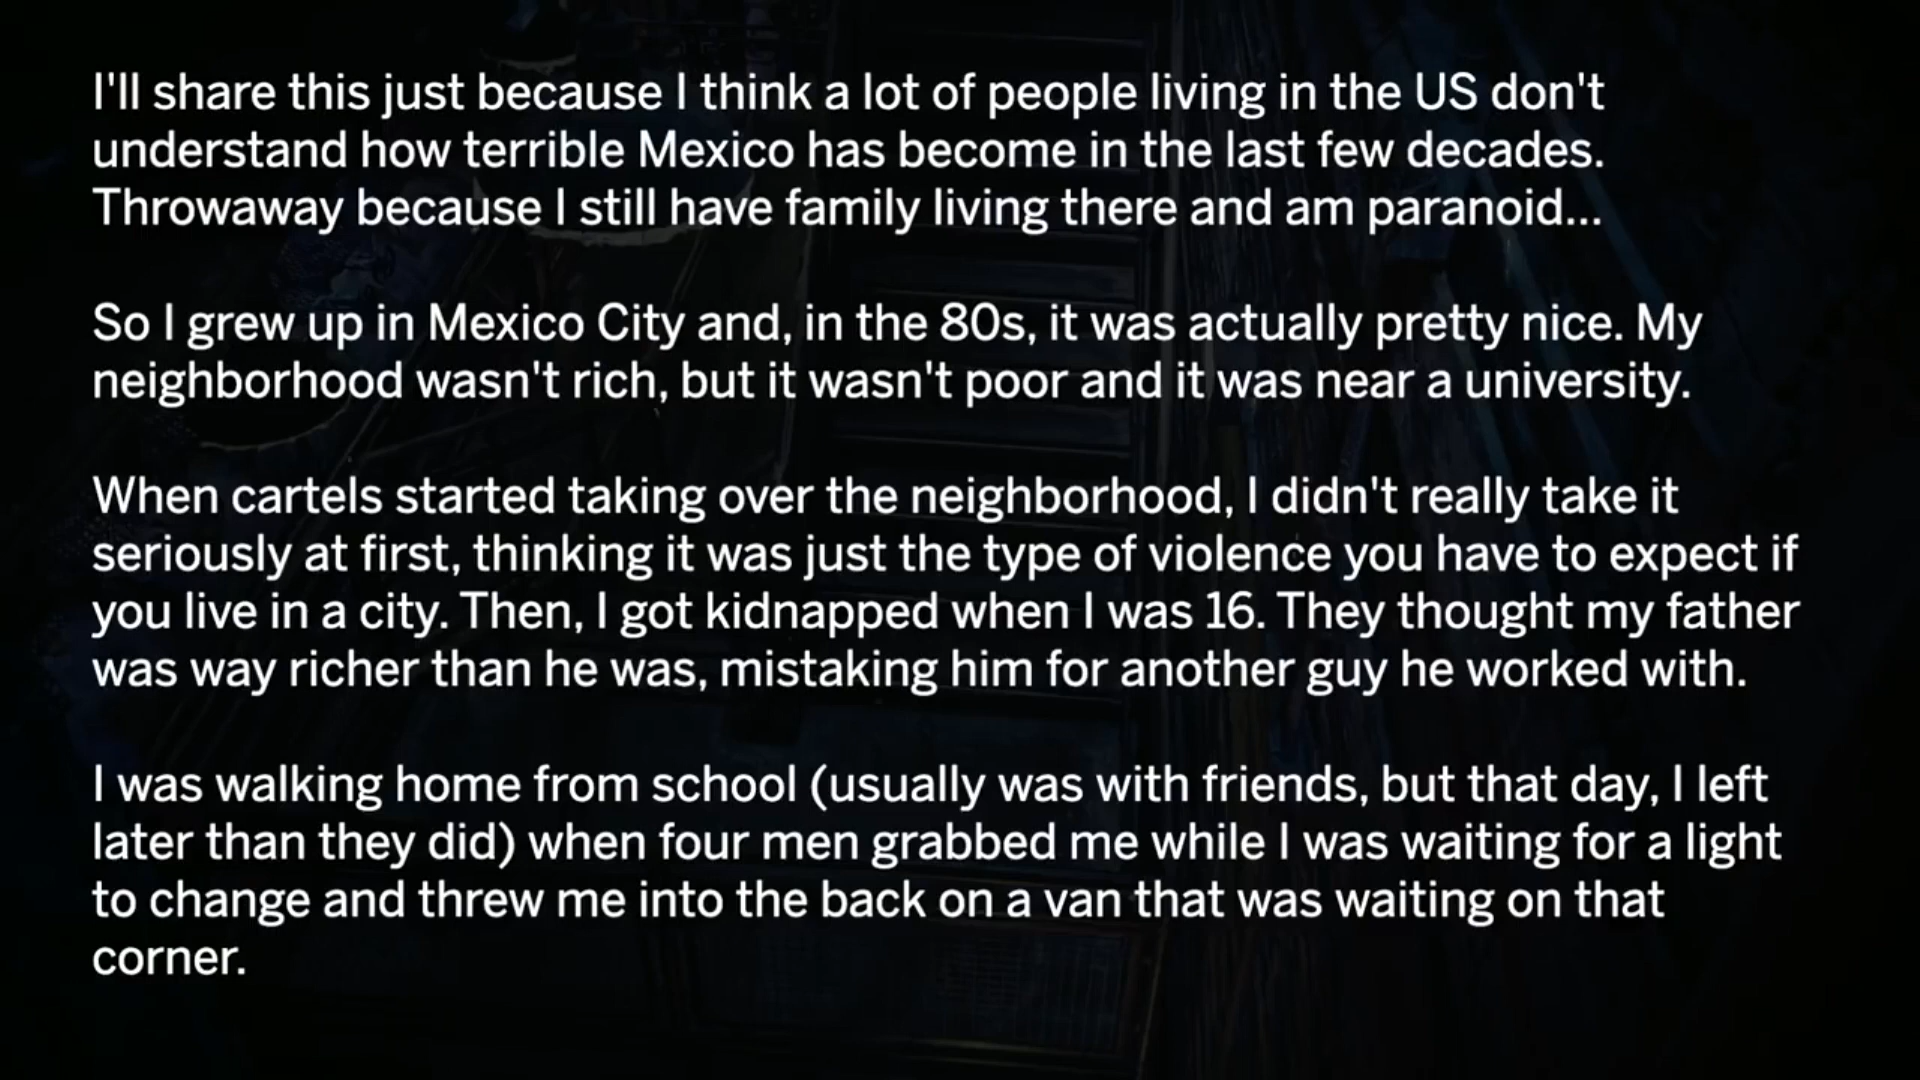 I'll share this just because I think a lot of people living in the US don't
understand how terrible Mexico has become in the last few decades.
Throwaway because I still have family living there and am paranoid...
So I grew up in Mexico City and, in the 80s, it was actually pretty nice. My
neighborhood wasn't rich, but it wasn't poor and it was near a university.
When cartels started taking over the neighborhood, I didn't really take it
seriously at first, thinking it was just the type of violence you have to expect if
you live in a city. Then, I got kidnapped when I was 16. They thought my father
was way richer than he was, mistaking him for another guy he worked with.
I was walking home from school (usually was with friends, but that day, I left
later than they did) when four men grabbed me while I was waiting for a light
to change and threw me into the back on a van that was waiting on that
corner.